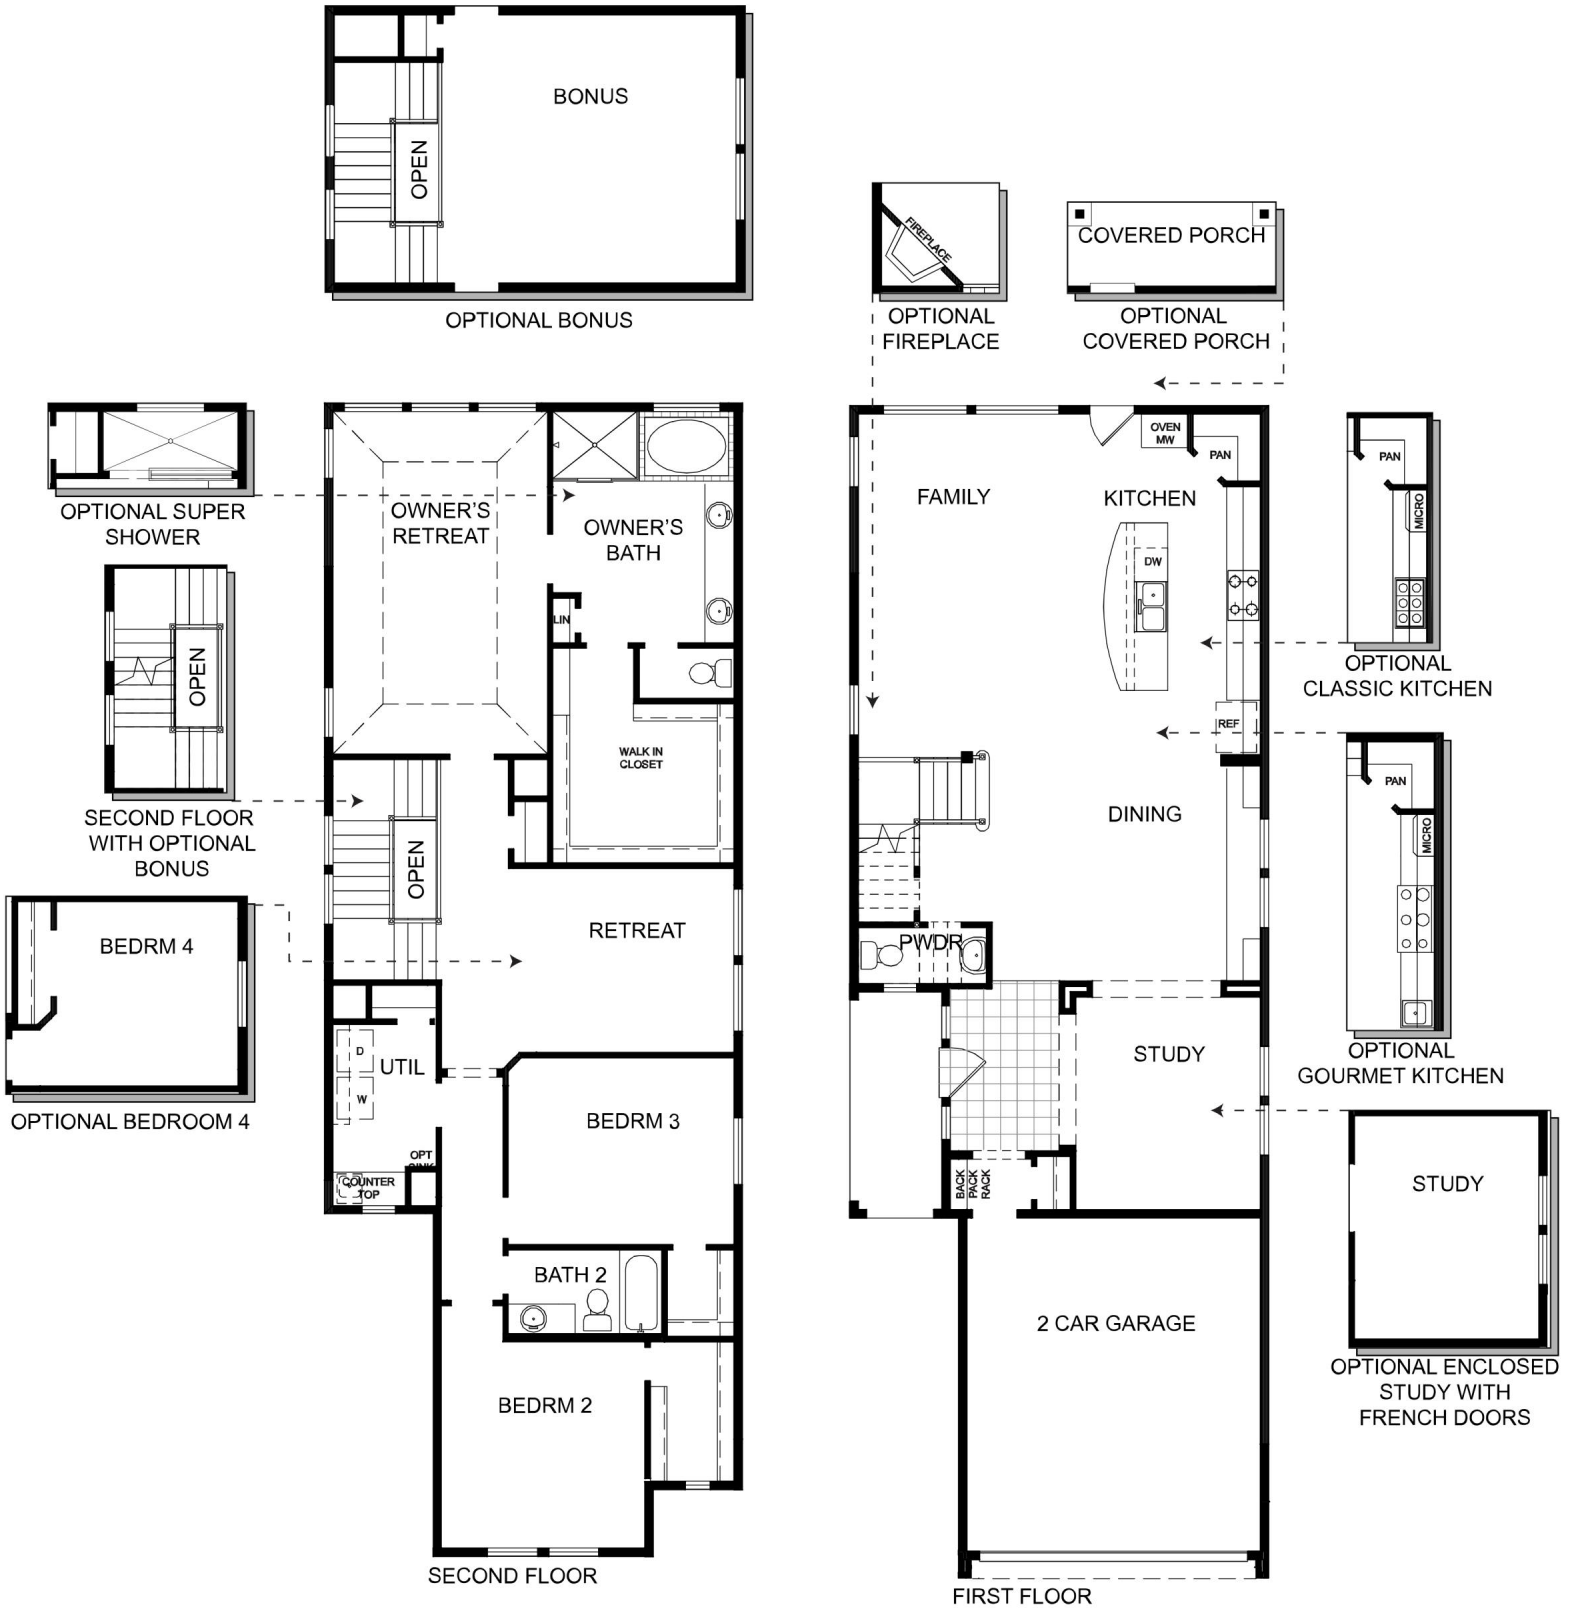 BONUS
OPEN
OPTIONAL BONUS
FIREPLACE
OPTIONAL
FIREPLACE
COVERED PORCH
OPTIONAL
COVERED PORCH
OPTIONAL SUPER
SHOWER
OPEN
SECOND FLOOR
WITH OPTIONAL
BONUS
BEDRM 4
OPTIONAL BEDROOM 4
OWNER'S
RETREAT
OWNER'S
BATH
LIN
WALK IN
CLOSET
OPEN
RETREAT
D
UTIL
W
OPT
SINK
COUNTER
TOP
BEDRM 3
BATH 2
BEDRM 2
SECOND FLOOR
OVEN
MW
PAN
FAMILY
KITCHEN
DW
REF
DINING
PWDR
STUDY
BACK
PACK
RACK
2 CAR GARAGE
FIRST FLOOR
PAN
MICRO
OPTIONAL
CLASSIC KITCHEN
PAN
MICRO
OPTIONAL
GOURMET KITCHEN
STUDY
OPTIONAL ENCLOSED
STUDY WITH
FRENCH DOORS